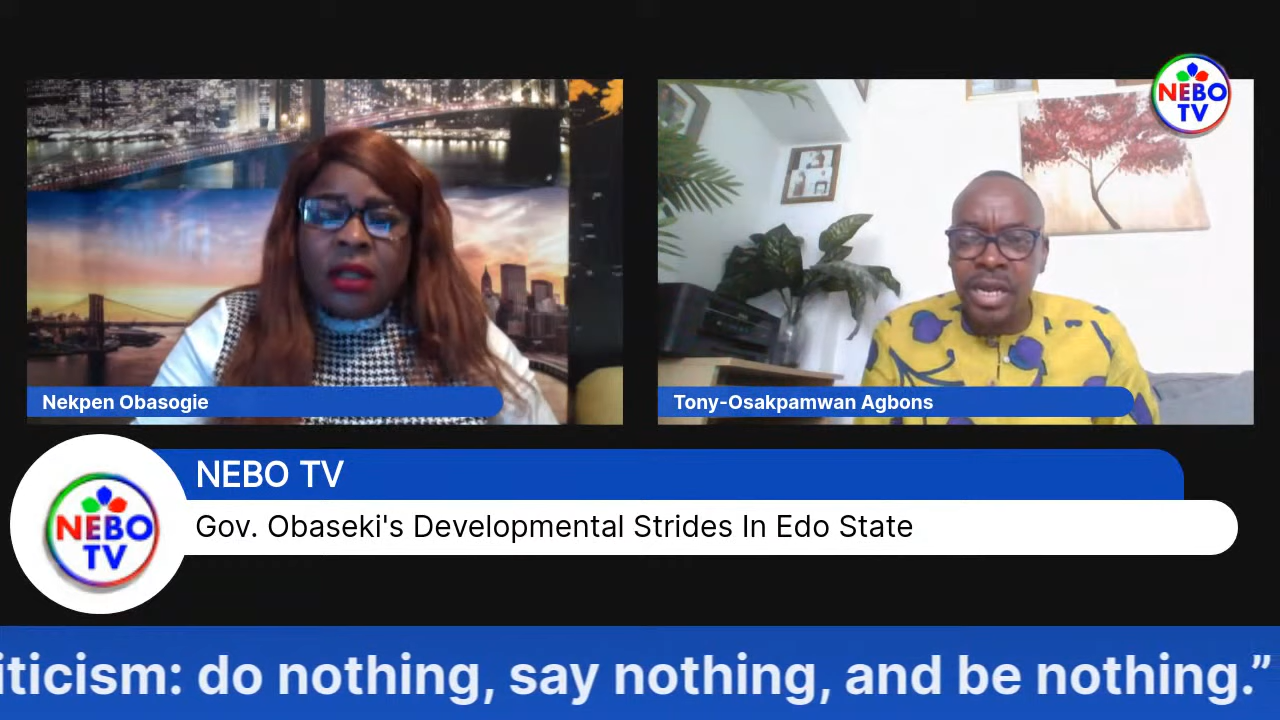 NEBO
TV
Nekpen Obasogie
Tony-Osakpamwan Agbons
NEBO TV
NEBO
TV
Gov. Obaseki's Developmental Strides In Edo State
iticism: do nothing, say nothing, and be nothing.”